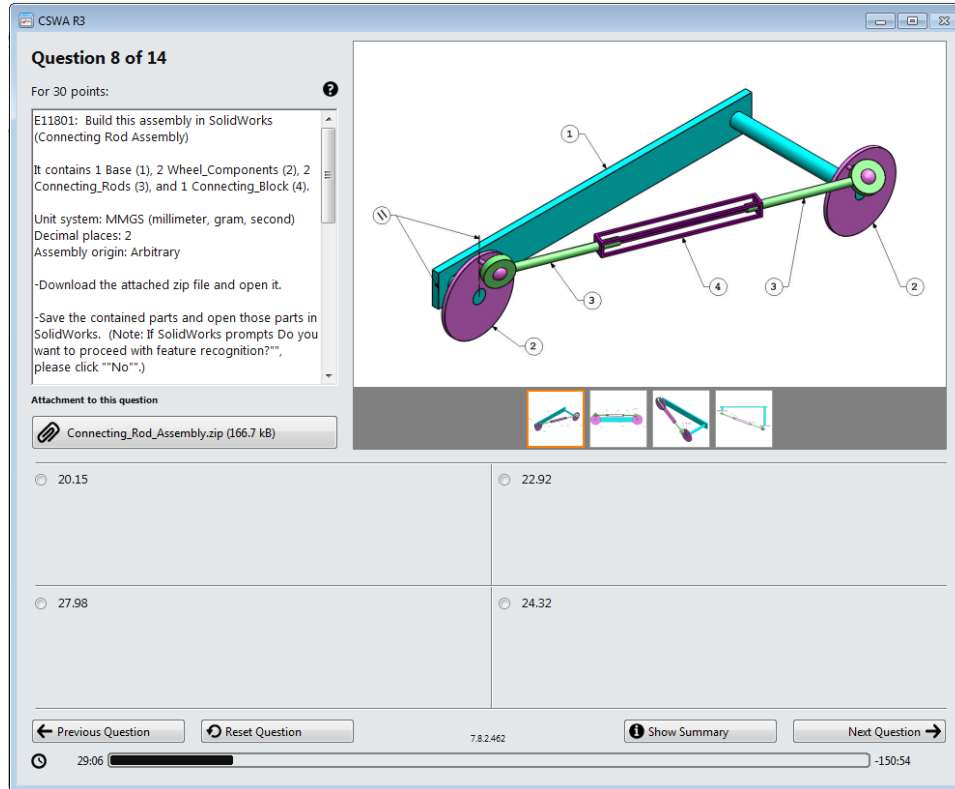 CSWA R3
Question 8 of 14
For 30 points:
E11801: Build this assembly in SolidWorks
(Connecting Rod Assembly)
It contains 1 Base (1), 2 Wheel_Components (2), 2
Connecting_Rods (3), and 1 Connecting_Block (4).
Unit system: MMGS (millimeter, gram, second)
Decimal places: 2
Assembly origin: Arbitrary
-Download the attached zip file and open it.
-Save the contained parts and open those parts in
SolidWorks. (Note: If SolidWorks prompts Do you
want to proceed with feature recognition?"",
please click ""No"".)
Attachment to this question
Connecting_Rod_Assembly.zip (166.7 kB)
1
3
4
3
2
2
20.15
22.92
27.98
24.32
Previous Question
Reset Question
7.8.2.462
Show Summary
Next Question
29:06
-150:54